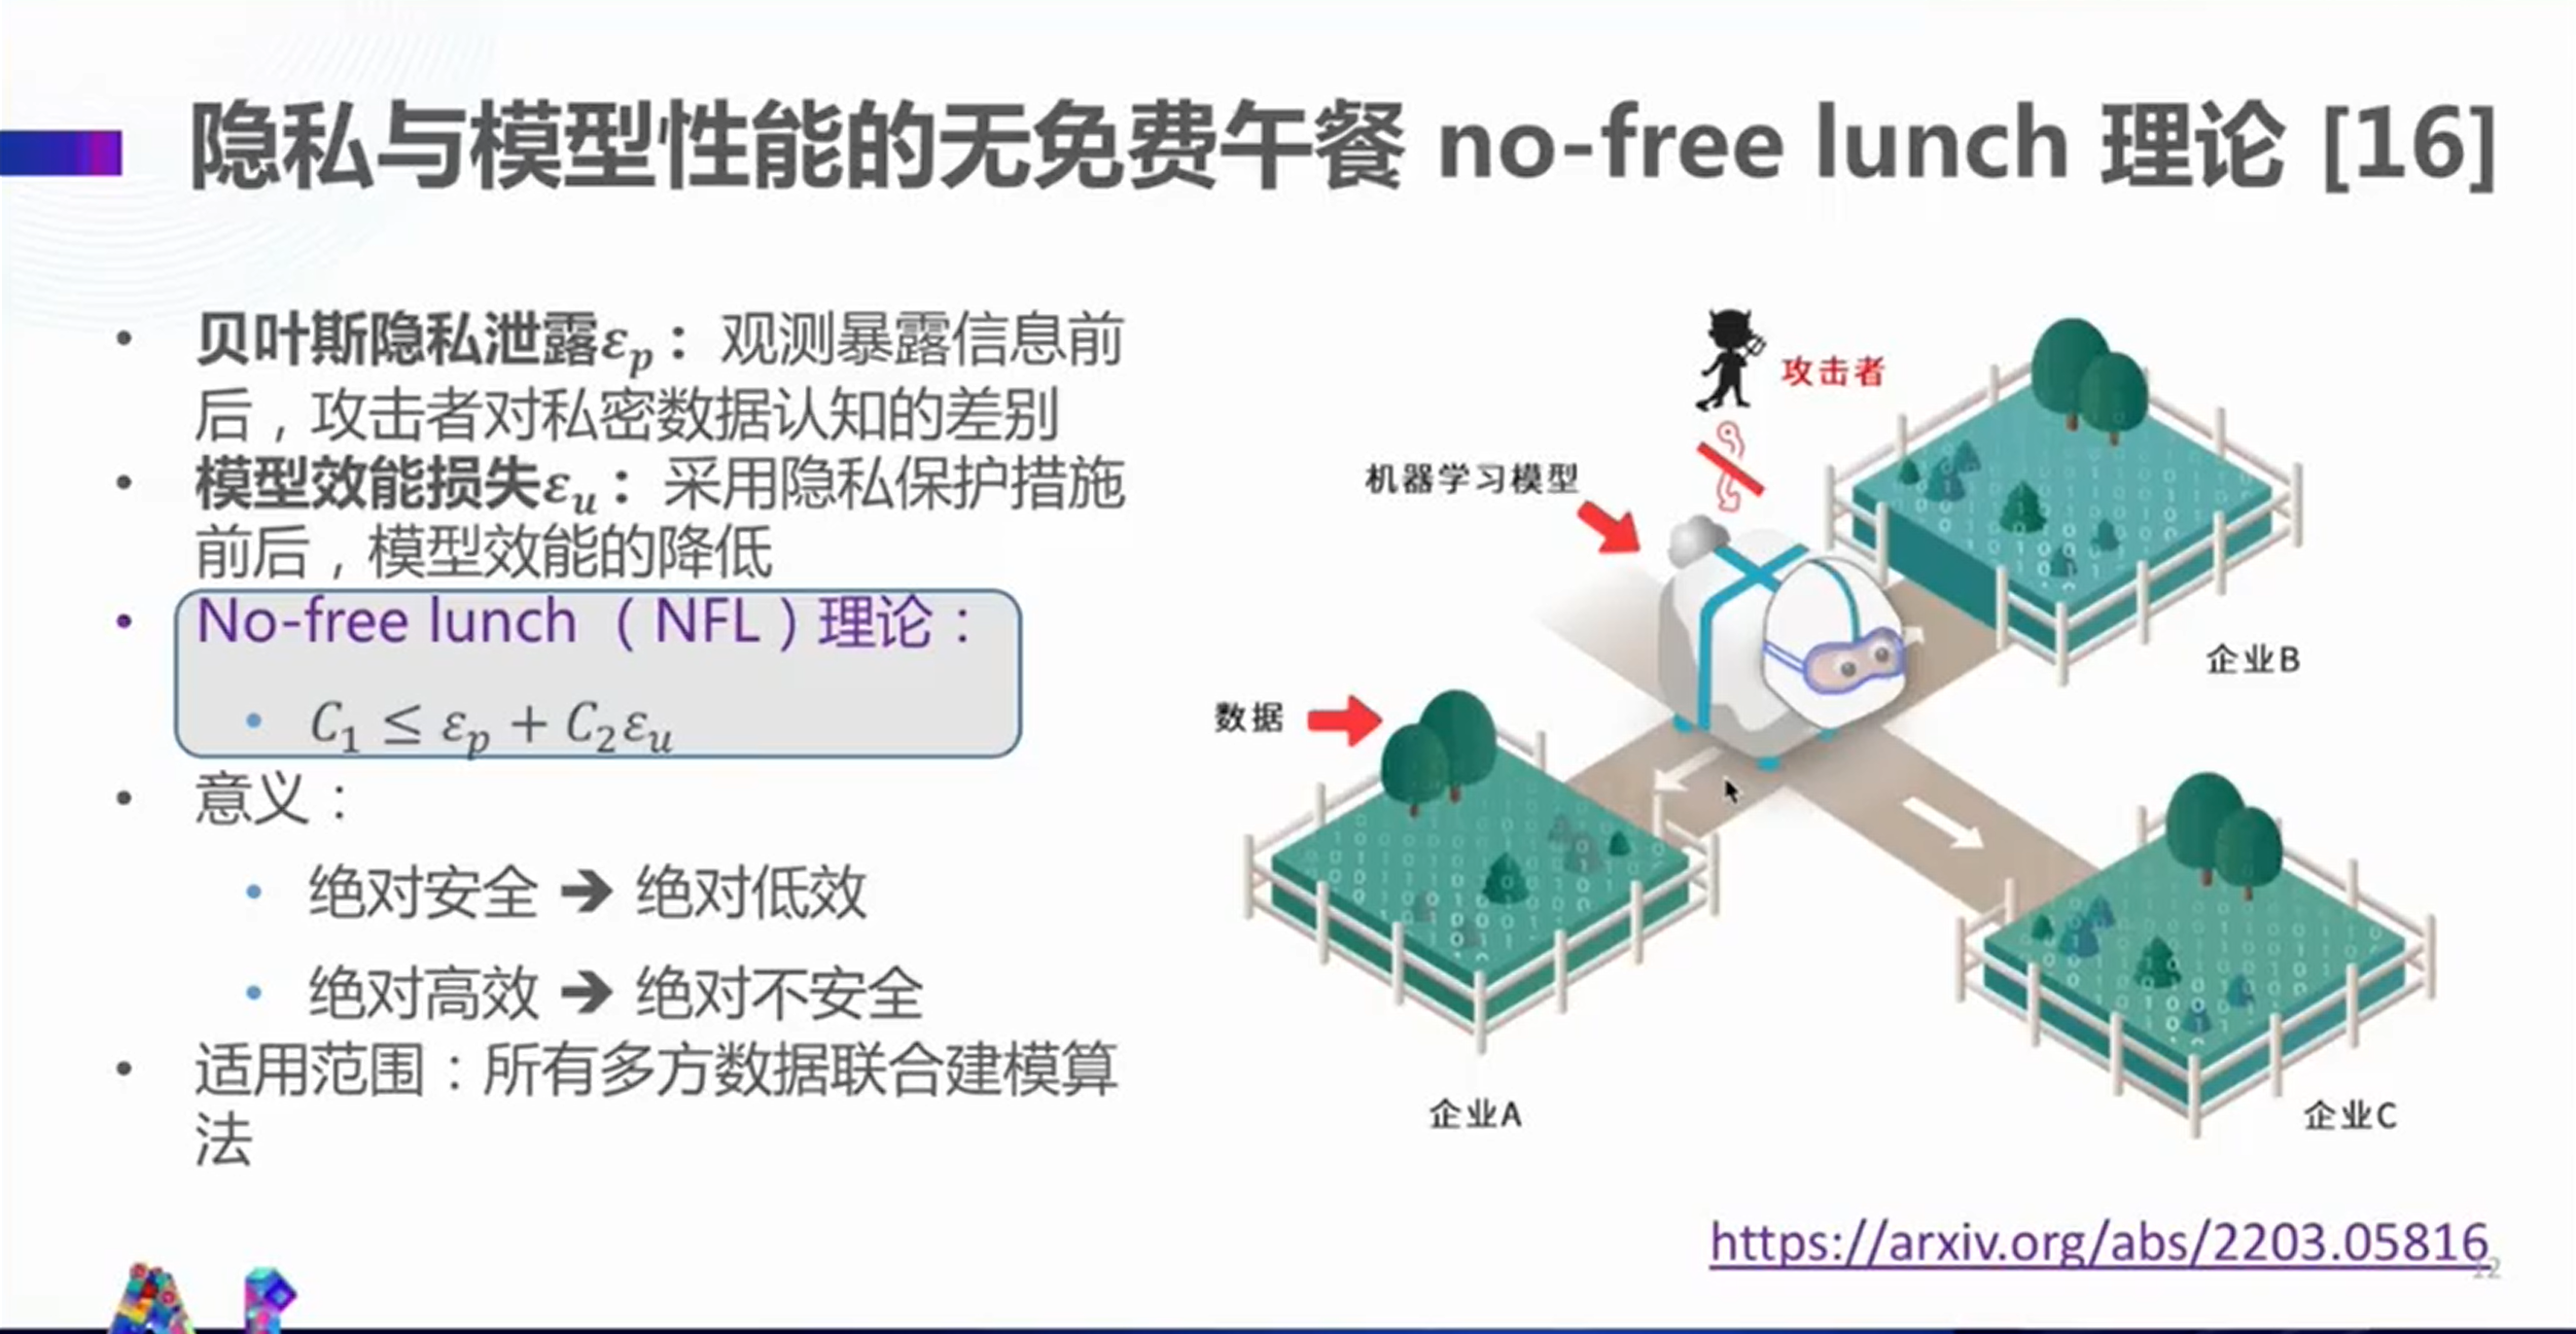 隐私与模型性能的无免费午餐 no-free lunch 理论 [16]
• 贝叶斯隐私泄露εp：观测暴露信息前
后，攻击者对私密数据认知的差别
• 模型效能损失εu：采用隐私保护措施
前后，模型效能的降低
• No-free lunch（NFL）理论：
• C1 ≤ εp + C2εu
• 意义：
• 绝对安全 → 绝对低效
• 绝对高效 → 绝对不安全
• 适用范围：所有多方数据联合建模算
法
攻击者
机器学习模型
企业B
数据
企业A
企业C
https://arxiv.org/abs/2203.05816
12